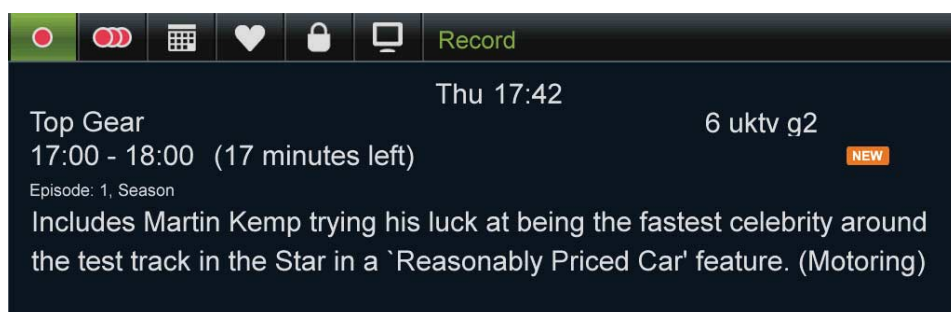 Record
Thu 17:42
Top Gear
6 uktv g2
17:00 - 18:00 (17 minutes left)
NEW
Episode: 1, Season
Includes Martin Kemp trying his luck at being the fastest celebrity around
the test track in the Star in a `Reasonably Priced Car' feature. (Motoring)